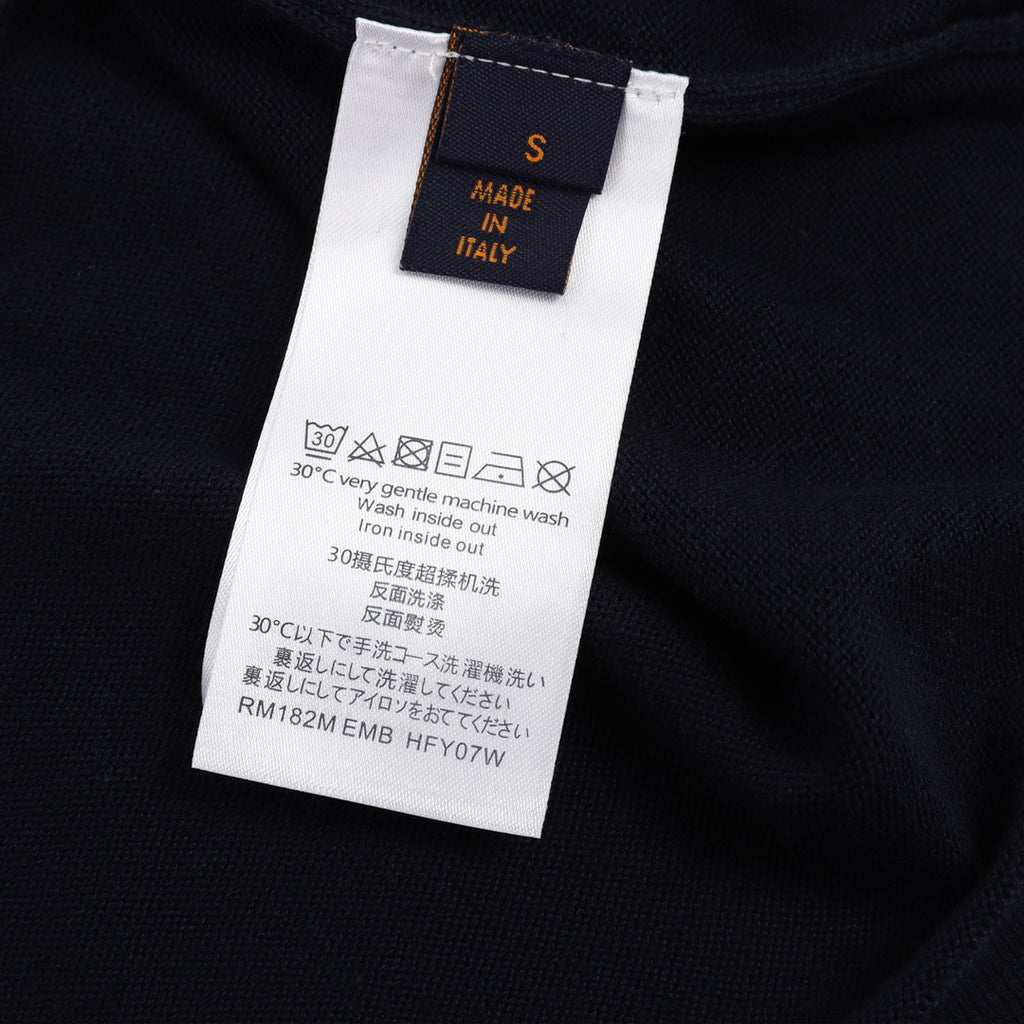 S
MADE
IN
ITALY
30
30°C very gentle machine wash
Wash inside out
Iron inside out
30摄氏度超揉机洗
反面洗涤
反面熨烫
30℃以下で手洗コース洗濯機洗い
裏返しにして洗濯してください
裏返しにしてアイロソをおててください
RM182M EMB HFY07W